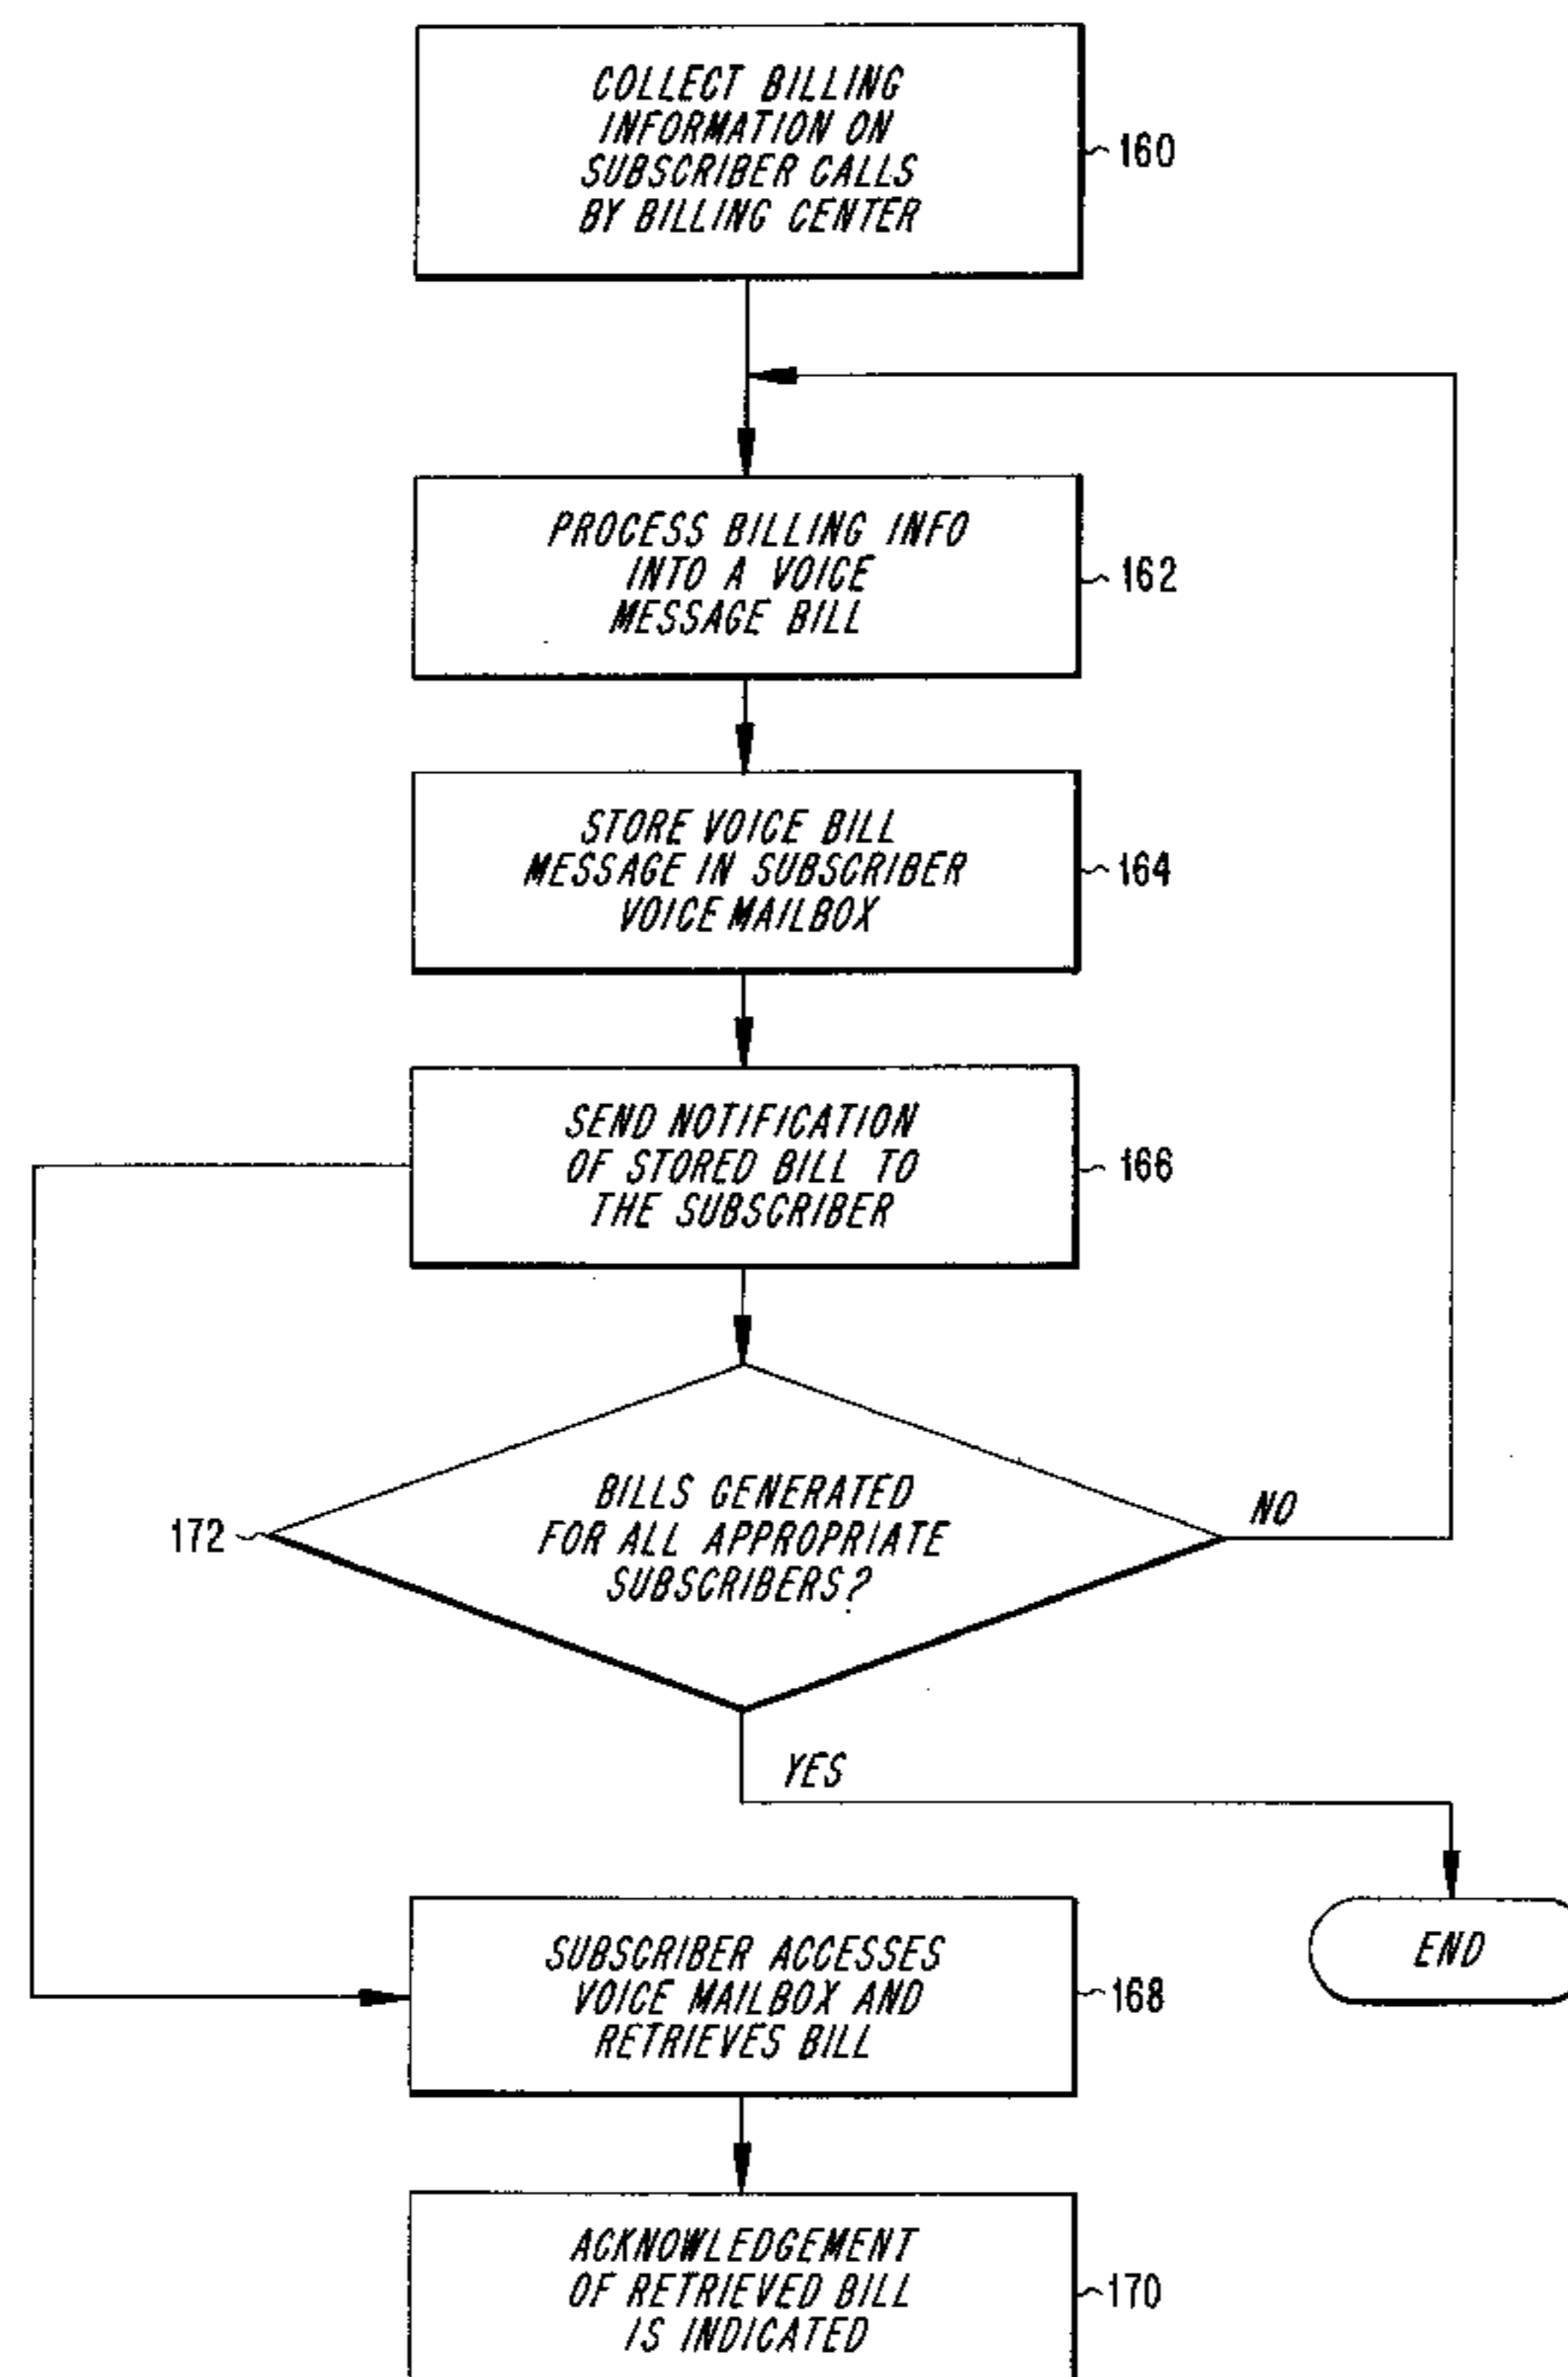 COLLECT BILLING
INFORMATION ON
SUBSCRIBER CALLS
BY BILLING CENTER
160
PROCESS BILLING INFO
INTO A VOICE
MESSAGE BILL
162
STORE VOICE BILL
MESSAGE IN SUBSCRIBER
VOICE MAILBOX
164
SEND NOTIFICATION
OF STORED BILL TO
THE SUBSCRIBER
166
BILLS GENERATED
FOR ALL APPROPRIATE
SUBSCRIBERS?
172
NO
YES
END
SUBSCRIBER ACCESSES
VOICE MAILBOX AND
RETRIEVES BILL
168
ACKNOWLEDGEMENT
OF RETRIEVED BILL
IS INDICATED
170